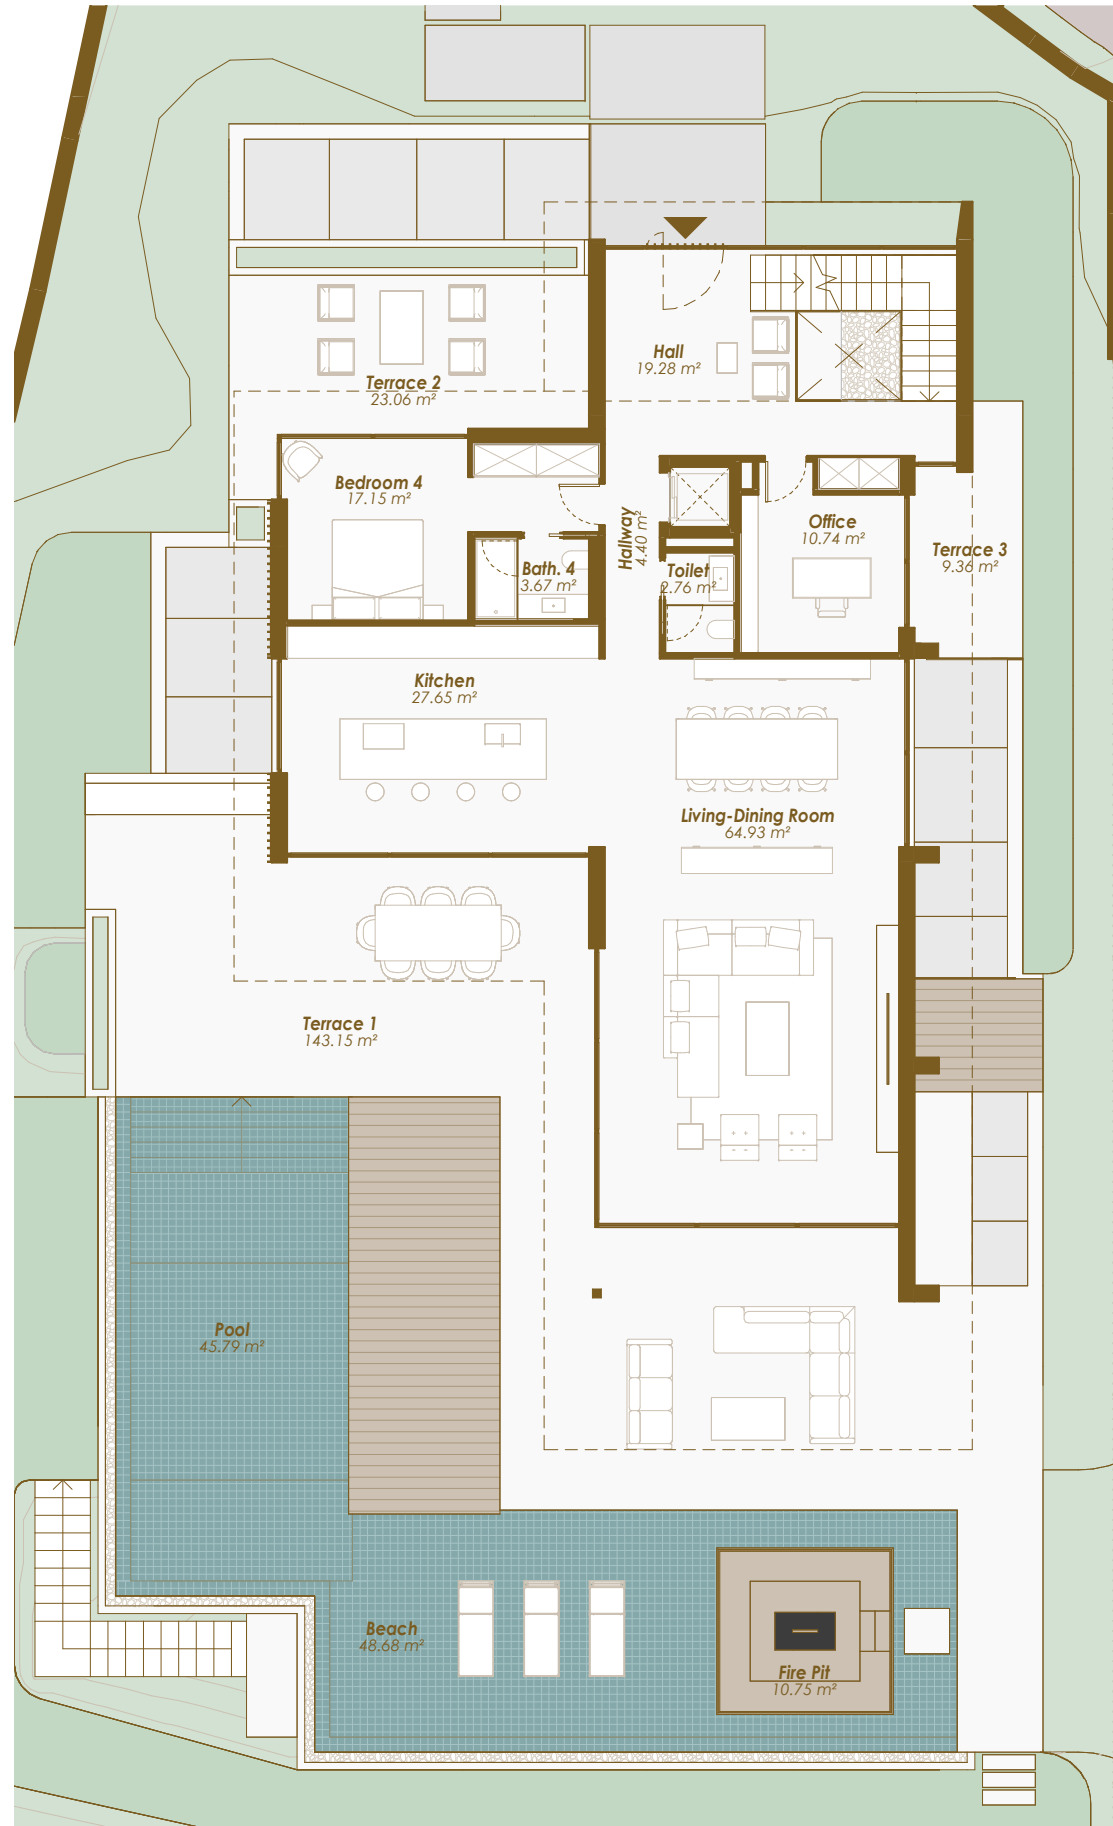 Hall
19.28 m²
Terrace 2
23.06 m²
Bedroom 4
17.15 m²
Hallway
4.40 m²
Office
10.74 m²
Terrace 3
9.36 m²
Bath. 4
3.67 m²
Toilet
2.76 m²
Kitchen
27.65 m²
Living-Dining Room
64.93 m²
Terrace 1
143.15 m²
Pool
45.79 m²
Beach
48.68 m²
Fire Pit
10.75 m²